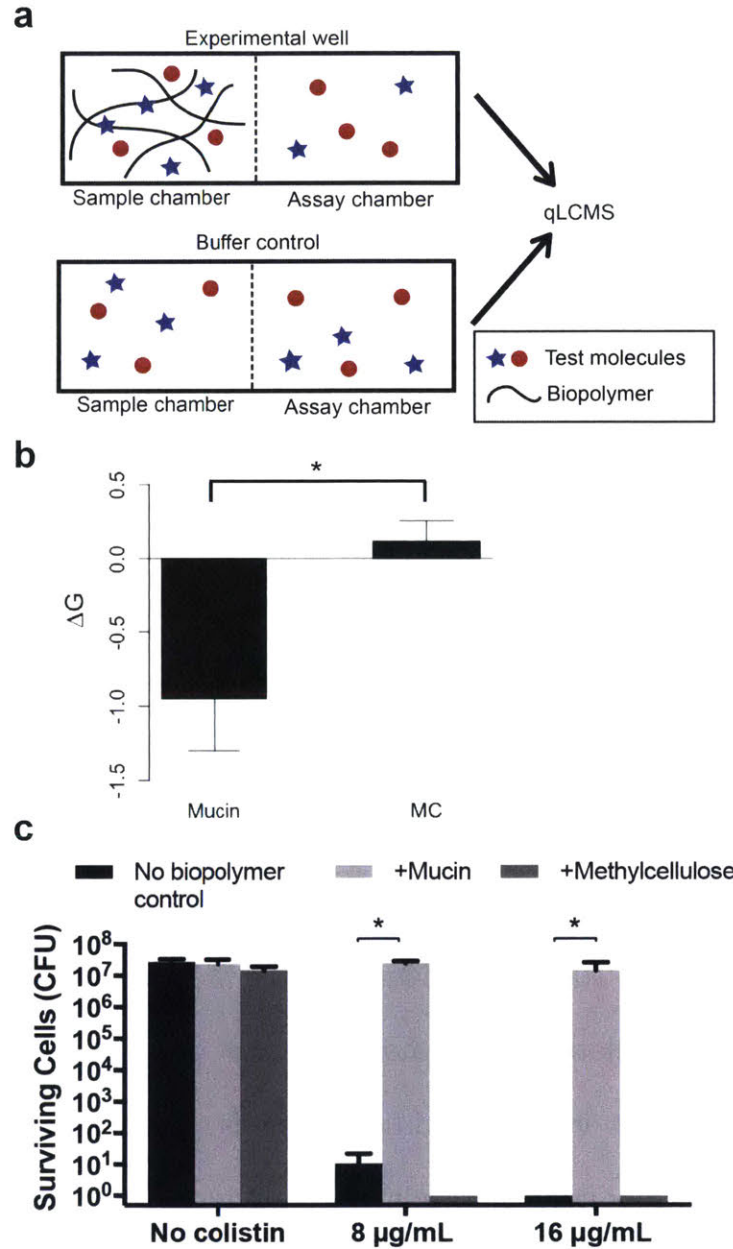 a
Experimental well
Sample chamber
Assay chamber
qLCMS
Buffer control
Sample chamber
Assay chamber
Test molecules
Biopolymer
b
*
0.5
0.0
-0.5
-1.0
-1.5
ΔG
Mucin
MC
c
No biopolymer
control
+Mucin
+Methylcellulose
*
*
Surviving Cells (CFU)
10⁸
10⁷
10⁶
10⁵
10⁴
10³
10²
10¹
10⁰
No colistin
8 µg/mL
16 µg/mL